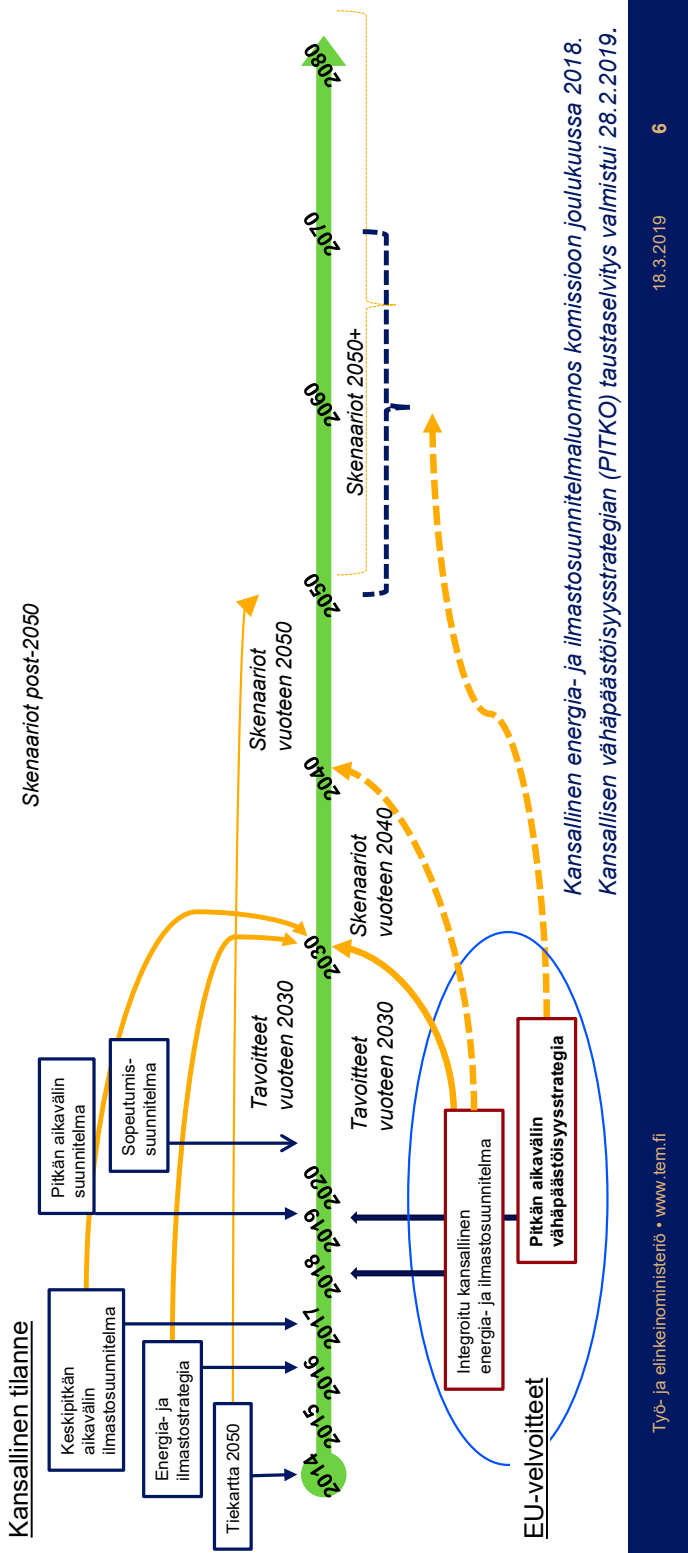 Kansallinen tilanne
Skenaariot post-2050
Keskipitkän
aikavälin
ilmastosuunnitelma
Pitkän aikavälin
suunnitelma
Energia- ja
ilmastostrategia
Sopeutumis-
suunnitelma
Tiekartta 2050
Tavoitteet
vuoteen 2030
Skenaariot
vuoteen 2050
2014
2015
2016
2017
2018
2019
2020
2030
2040
2050
2060
2070
2080
Tavoitteet
vuoteen 2030
Skenaariot
vuoteen 2040
Skenaariot 2050+
Integroitu kansallinen
energia- ja ilmastosuunnitelma
Pitkän aikavälin
vähäpäästöisyysstrategia
EU-velvoitteet
Kansallinen energia- ja ilmastosuunnitelmaluonnos komissioon joulukuussa 2018.
Kansallisen vähäpäästöisyysstrategian (PITKO) taustaselvitys valmistui 28.2.2019.
Työ- ja elinkeinoministeriö • www.tem.fi
18.3.2019
6